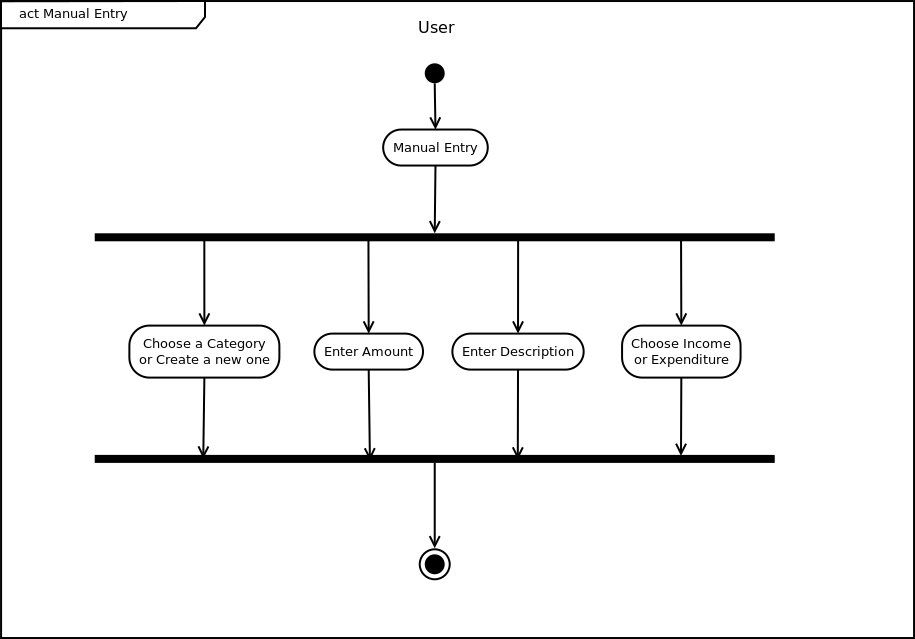 act Manual Entry
User
Manual Entry
Choose a Category
or Create a new one
Enter Amount
Enter Description
Choose Income
or Expenditure